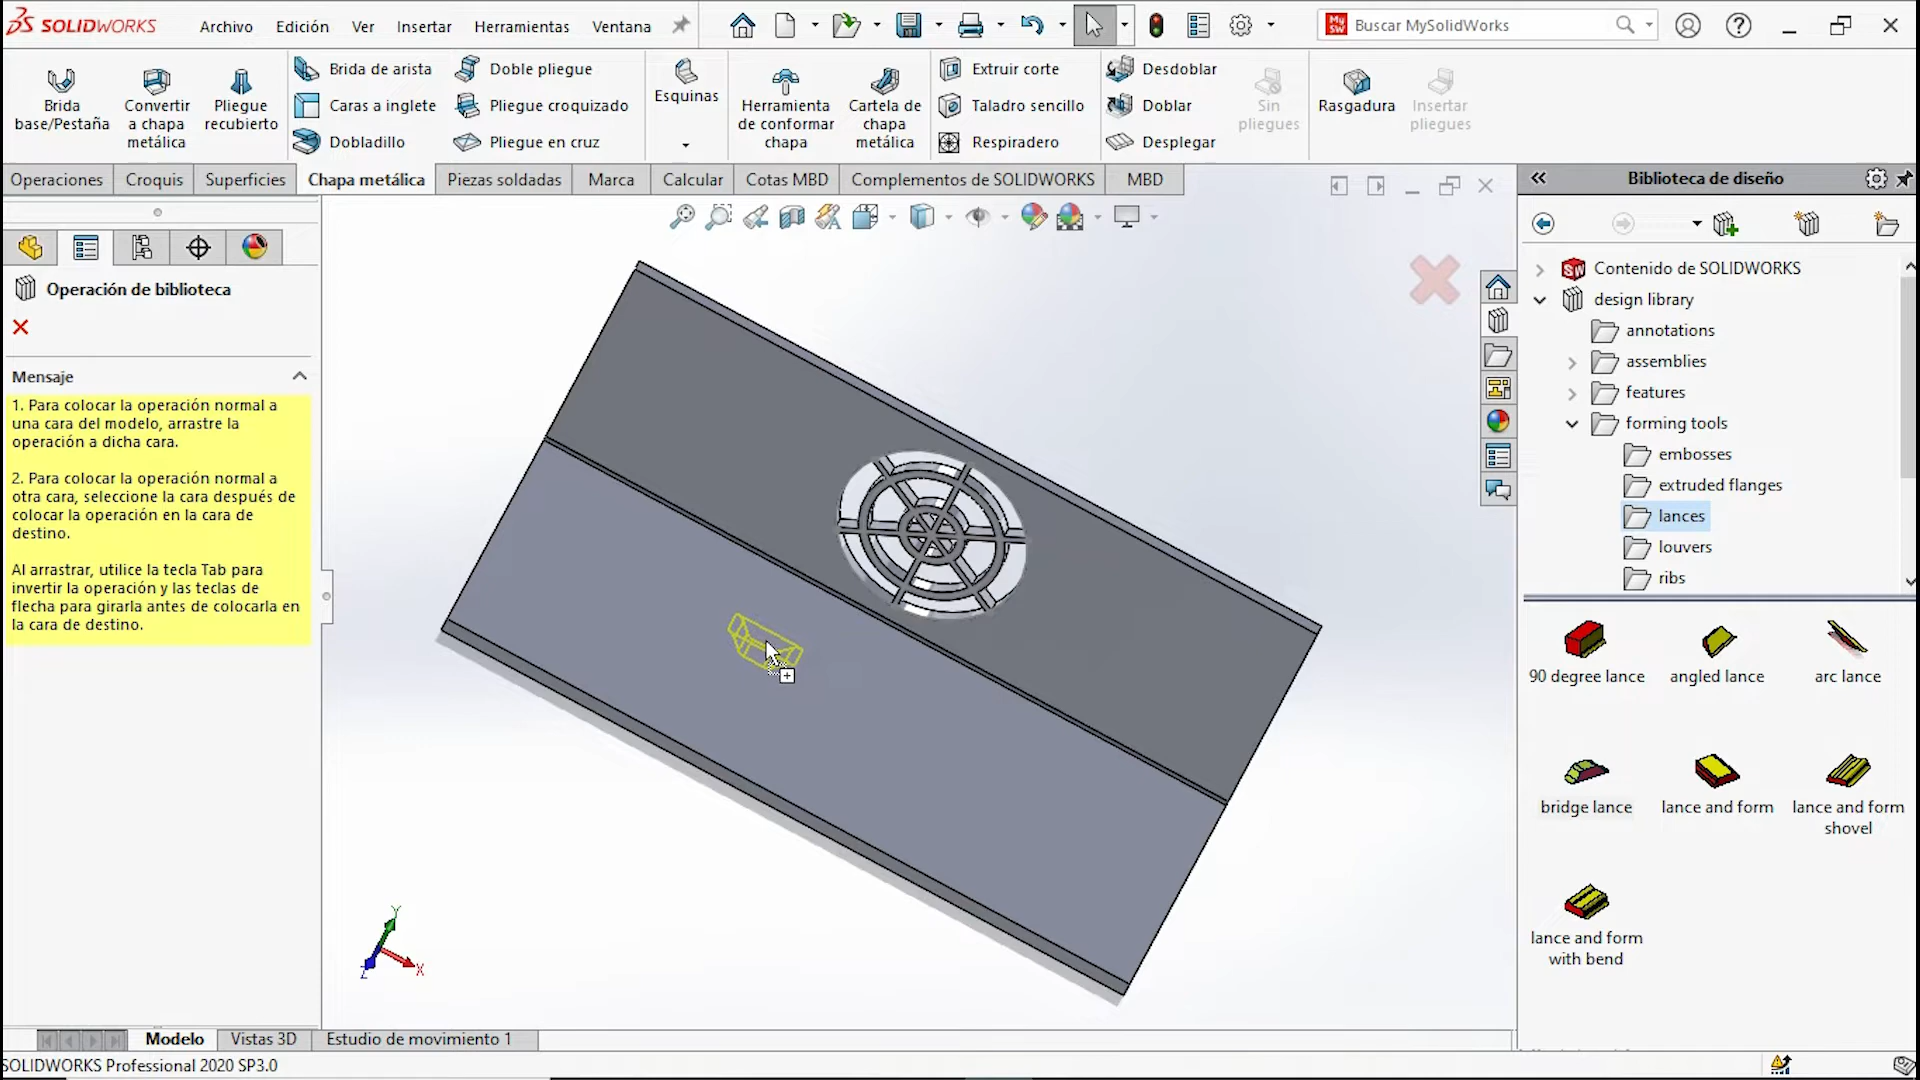 SOLIDWORKS
Archivo
Edición
Ver
Insertar
Herramientas
Ventana
Buscar MySolidWorks
Brida
base/Pestaña
Convertir
a chapa
metálica
Pliegue
recubierto
Brida de arista
Caras a inglete
Dobladillo
Doble pliegue
Pliegue croquizado
Pliegue en cruz
Esquinas
Herramienta
de conformar
chapa
Cartela de
chapa
metálica
Extruir corte
Taladro sencillo
Respiradero
Desdoblar
Doblar
Desplegar
Sin
pliegues
Rasgadura
Insertar
pliegues
Operaciones
Croquis
Superficies
Chapa metálica
Piezas soldadas
Marca
Calcular
Cotas MBD
Complementos de SOLIDWORKS
MBD
Operación de biblioteca
Mensaje
1. Para colocar la operación normal a
una cara del modelo, arrastre la
operación a dicha cara.
2. Para colocar la operación normal a
otra cara, seleccione la cara después de
colocar la operación en la cara de
destino.
Al arrastrar, utilice la tecla Tab para
invertir la operación y las teclas de
flecha para girarla antes de colocarla en
la cara de destino.
Y
X
Z
Biblioteca de diseño
Contenido de SOLIDWORKS
design library
annotations
assemblies
features
forming tools
embosses
extruded flanges
lances
louvers
ribs
90 degree lance
angled lance
arc lance
bridge lance
lance and form
lance and form
shovel
lance and form
with bend
Modelo
Vistas 3D
Estudio de movimiento 1
SOLIDWORKS Professional 2020 SP3.0